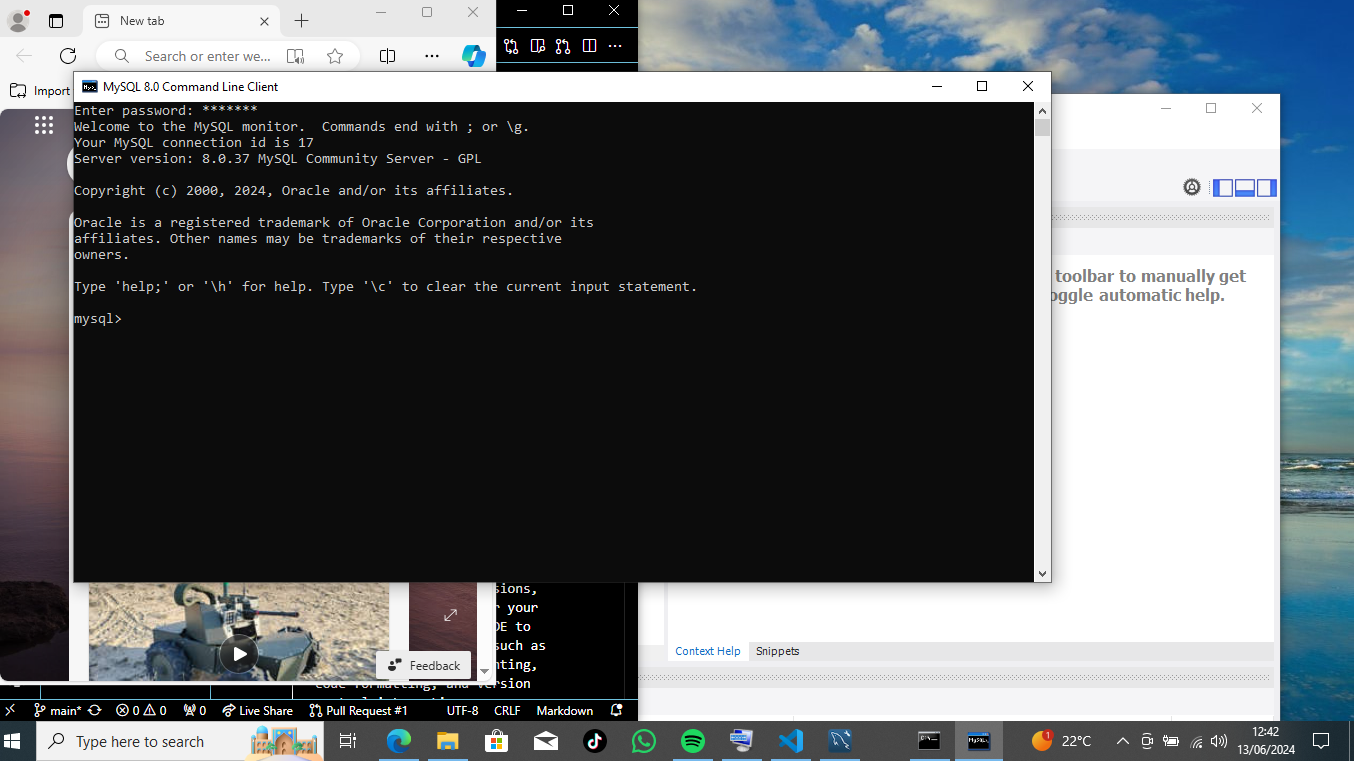 New tab
Search or enter we...
Import
MySQL 8.0 Command Line Client
Enter password: *******
Welcome to the MySQL monitor.  Commands end with ; or \g.
Your MySQL connection id is 17
Server version: 8.0.37 MySQL Community Server - GPL
Copyright (c) 2000, 2024, Oracle and/or its affiliates.
Oracle is a registered trademark of Oracle Corporation and/or its
affiliates. Other names may be trademarks of their respective
owners.
Type 'help;' or '\h' for help. Type '\c' to clear the current input statement.
mysql>
toolbar to manually get
oggle automatic help.
sions,
r your
DE to
such as
nting,
code formatting, and version
Feedback
Context Help
Snippets
main*
0
0
0
Live Share
Pull Request #1
UTF-8
CRLF
Markdown
Type here to search
1
22°C
12:42
13/06/2024